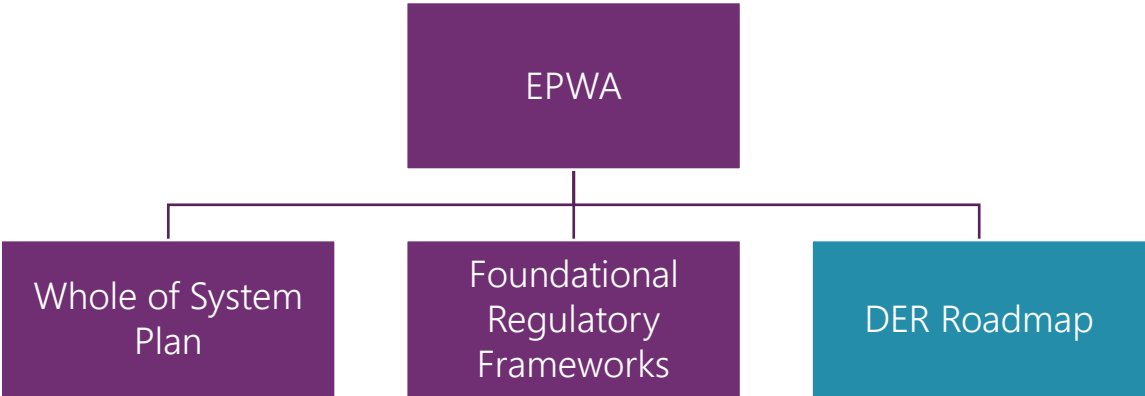 EPWA
Whole of System
Plan
Foundational
Regulatory
Frameworks
DER Roadmap